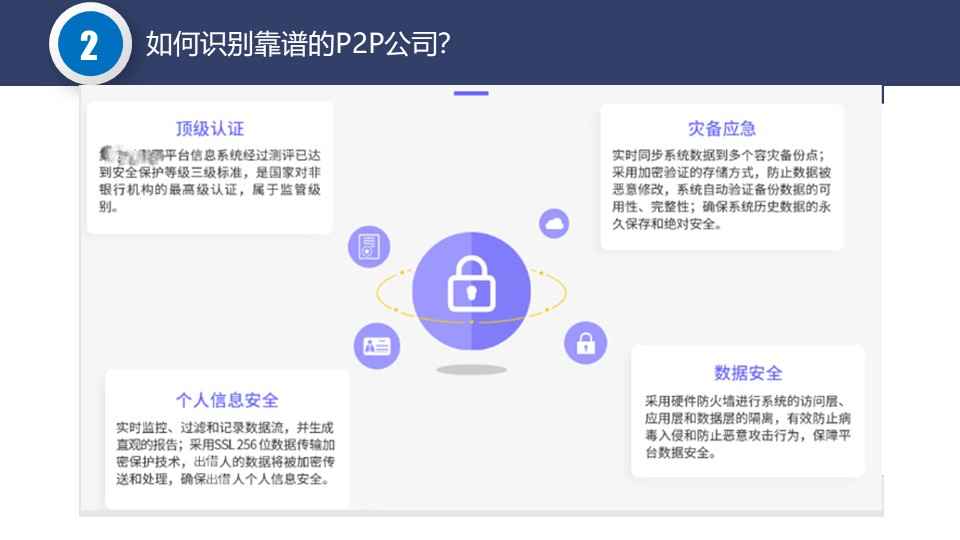 2
如何识别靠谱的P2P公司?
顶级认证
平台信息系统经过测评已达
到安全保护等级三级标准，是国家对非
银行机构的最高级认证，属于监管级
别。
灾备应急
实时同步系统数据到多个容灾备份点；
采用加密验证的存储方式，防止数据被
恶意修改，系统自动验证备份数据的可
用性、完整性；确保系统历史数据的永
久保存和绝对安全。
个人信息安全
实时监控、过滤和记录数据流，并生成
直观的报告；采用SSL 256 位数据传输加
密保护技术，出借人的数据将被加密传
送和处理，确保出借人个人信息安全。
数据安全
采用硬件防火墙进行系统的访问层、
应用层和数据层的隔离，有效防止病
毒入侵和防止恶意攻击行为，保障平
台数据安全。